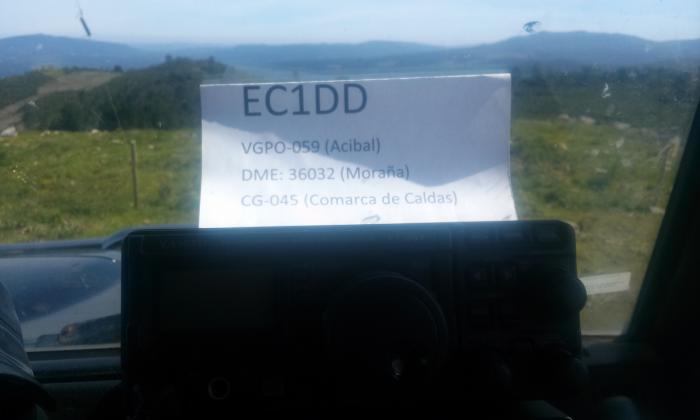 EC1DD
VGPO-059 (Acibal)
DME: 36032 (Moraña)
CG-045 (Comarca de Caldas)